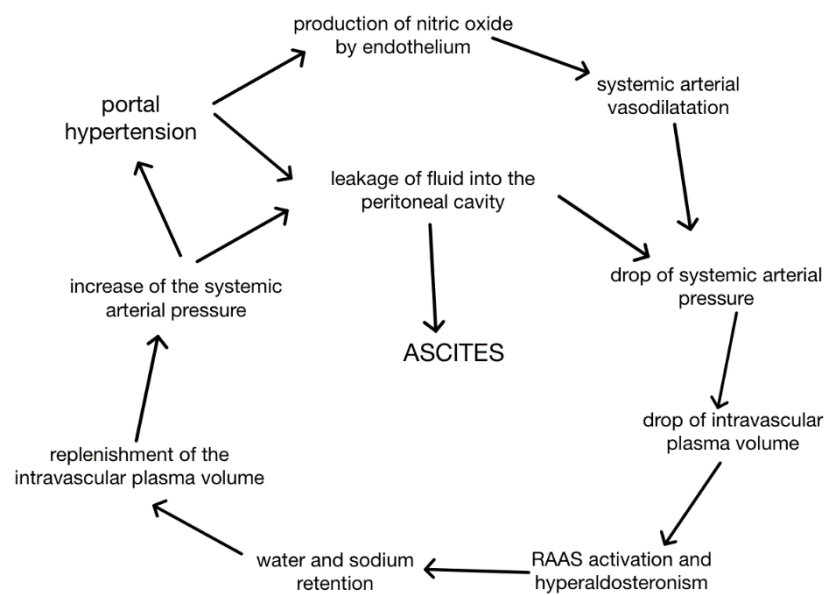 production of nitric oxide
by endothelium
systemic arterial
vasodilatation
portal
hypertension
leakage of fluid into the
peritoneal cavity
drop of systemic arterial
pressure
increase of the systemic
arterial pressure
ASCITES
drop of intravascular
plasma volume
replenishment of the
intravascular plasma volume
RAAS activation and
hyperaldosteronism
water and sodium
retention